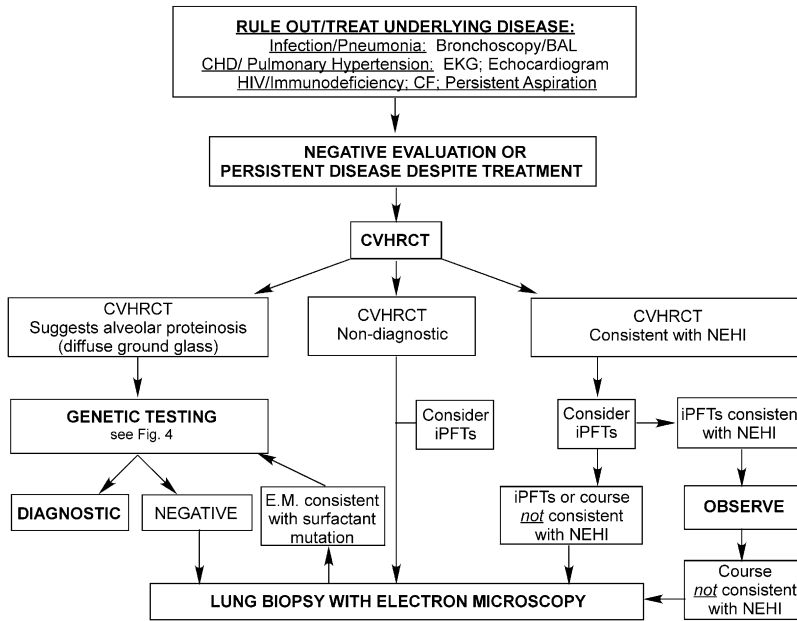 RULE OUT/TREAT UNDERLYING DISEASE:
Infection/Pneumonia: Bronchoscopy/BAL
CHD/ Pulmonary Hypertension: EKG; Echocardiogram
HIV/Immunodeficiency; CF; Persistent Aspiration
NEGATIVE EVALUATION OR
PERSISTENT DISEASE DESPITE TREATMENT
CVHRCT
CVHRCT
Suggests alveolar proteinosis
(diffuse ground glass)
CVHRCT
Non-diagnostic
CVHRCT
Consistent with NEHI
GENETIC TESTING
see Fig. 4
Consider
iPFTs
Consider
iPFTs
iPFTs consistent
with NEHI
DIAGNOSTIC
NEGATIVE
E.M. consistent
with surfactant
mutation
iPFTs or course
not consistent
with NEHI
OBSERVE
Course
not consistent
with NEHI
LUNG BIOPSY WITH ELECTRON MICROSCOPY